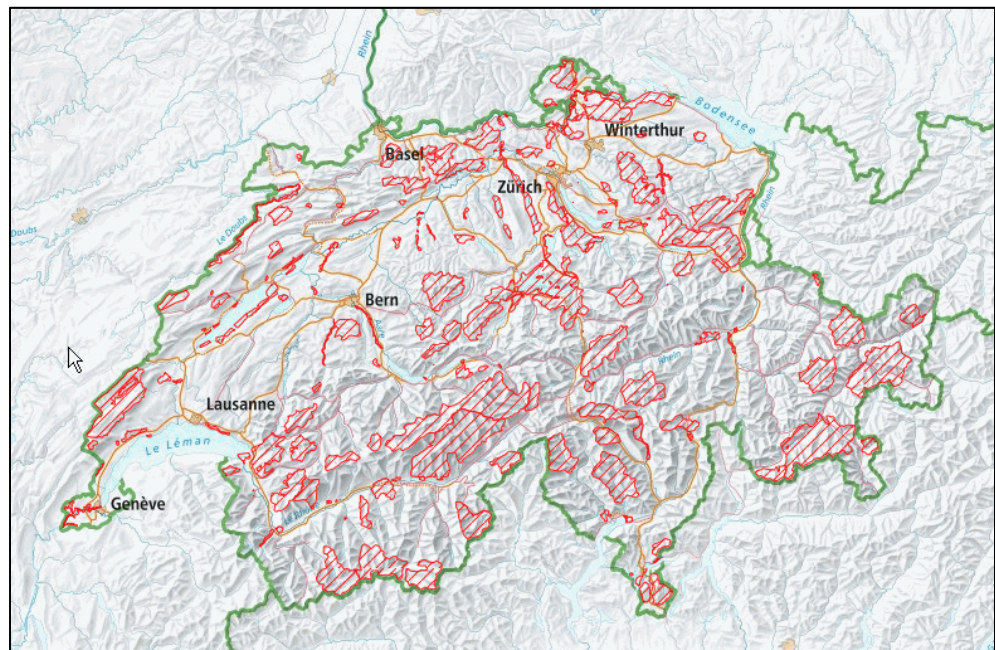 Rhein
Bodensee
Winterthur
Basel
Zürich
Rhein
Doubs
Le Doubs
Bern
Aare
Rhein
Lausanne
Le Léman
Genève
Le Rhône